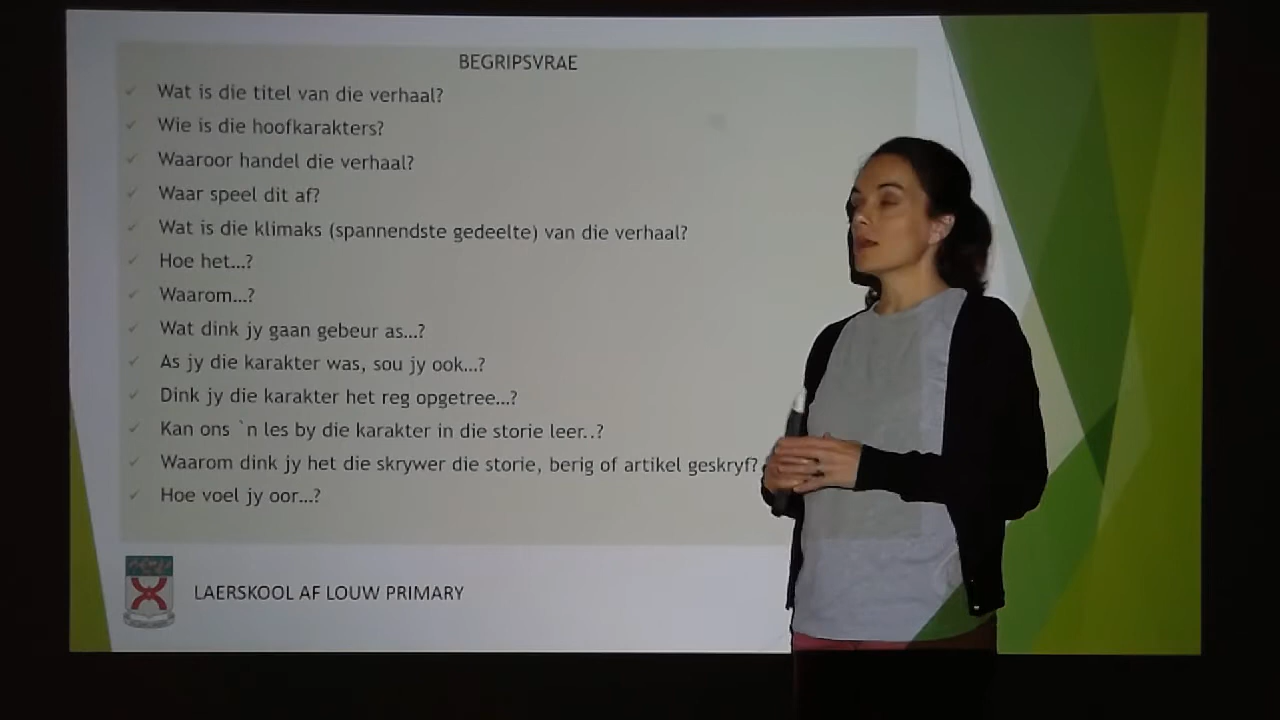 BEGRIPSVRAE
Wat is die titel van die verhaal?
Wie is die hoofkarakters?
Waaroor handel die verhaal?
Waar speel dit af?
Wat is die klimaks (spannendste gedeelte) van die verhaal?
Hoe het...?
Waarom...?
Wat dink jy gaan gebeur as...?
As jy die karakter was, sou jy ook...?
Dink jy die karakter het reg opgetree...?
Kan ons `n les by die karakter in die storie leer..?
Waarom dink jy het die skrywer die storie, berig of artikel geskryf?
Hoe voel jy oor...?
LAERSKOOL AF LOUW PRIMARY